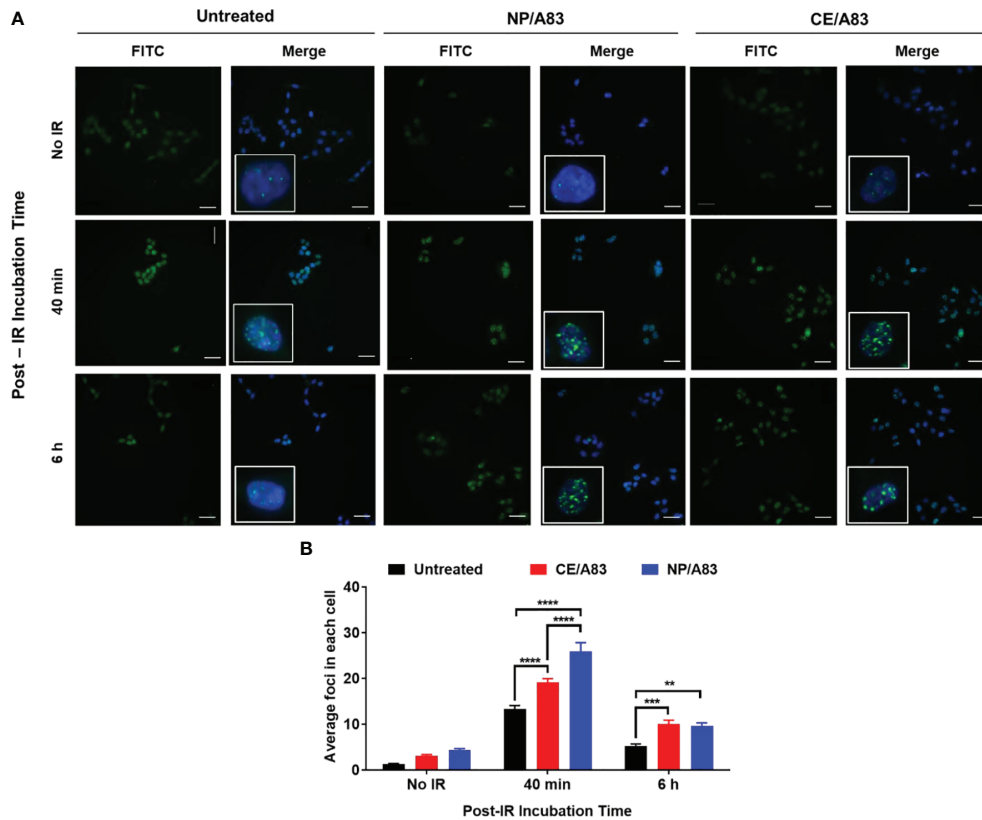 A
Untreated NP/A83 CE/A83
FITC Merge FITC Merge FITC Merge
Post – IR Incubation Time
No IR
40 min
6 h
B
Untreated CE/A83 NP/A83
Average foci in each cell
40
30
20
10
0
**** **** **** *** **
No IR 40 min 6 h
Post-IR Incubation Time